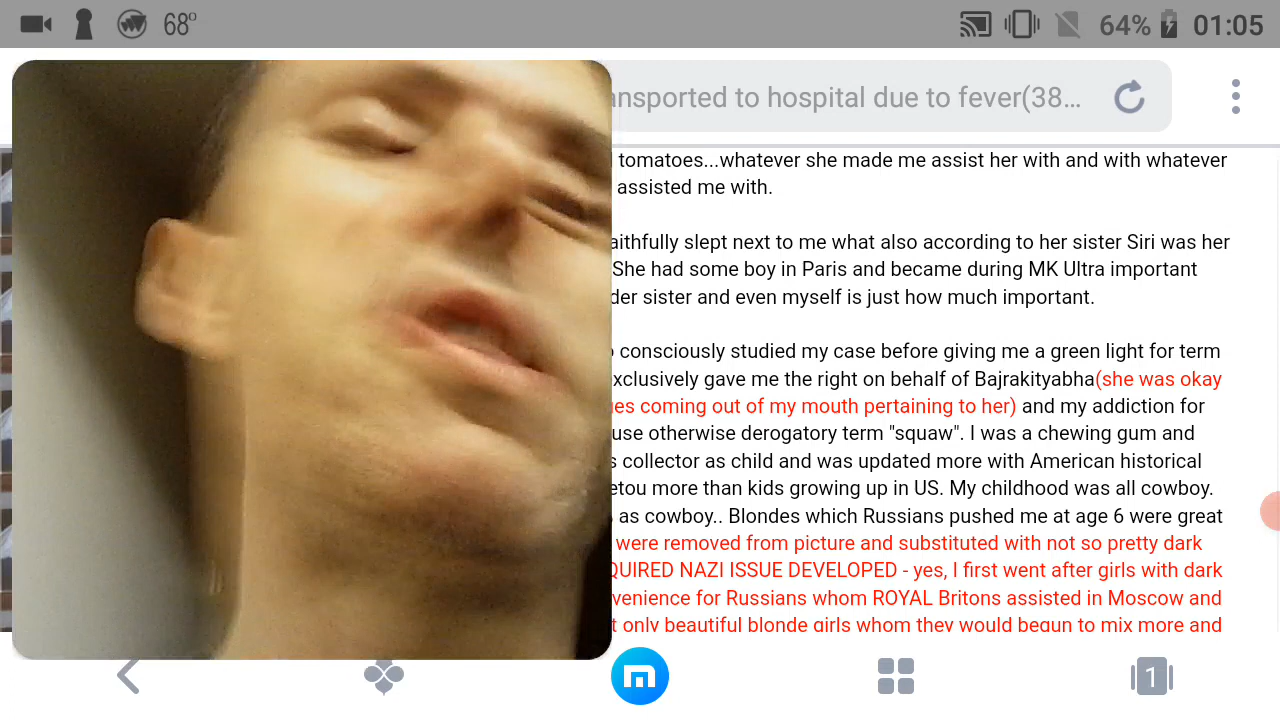 68°
64% 01:05
ansported to hospital due to fever(38...
tomatoes...whatever she made me assist her with and with whatever
assisted me with.
aithfully slept next to me what also according to her sister Siri was her
She had some boy in Paris and became during MK Ultra important
der sister and even myself is just how much important.
consciously studied my case before giving me a green light for term
xclusively gave me the right on behalf of Bajrakityabha(she was okay
es coming out of my mouth pertaining to her) and my addiction for
use otherwise derogatory term "squaw". I was a chewing gum and
s collector as child and was updated more with American historical
etou more than kids growing up in US. My childhood was all cowboy.
as cowboy.. Blondes which Russians pushed me at age 6 were great
were removed from picture and substituted with not so pretty dark
QUIRED NAZI ISSUE DEVELOPED - yes, I first went after girls with dark
venience for Russians whom ROYAL Britons assisted in Moscow and
t only beautiful blonde girls whom they would begun to mix more and
1